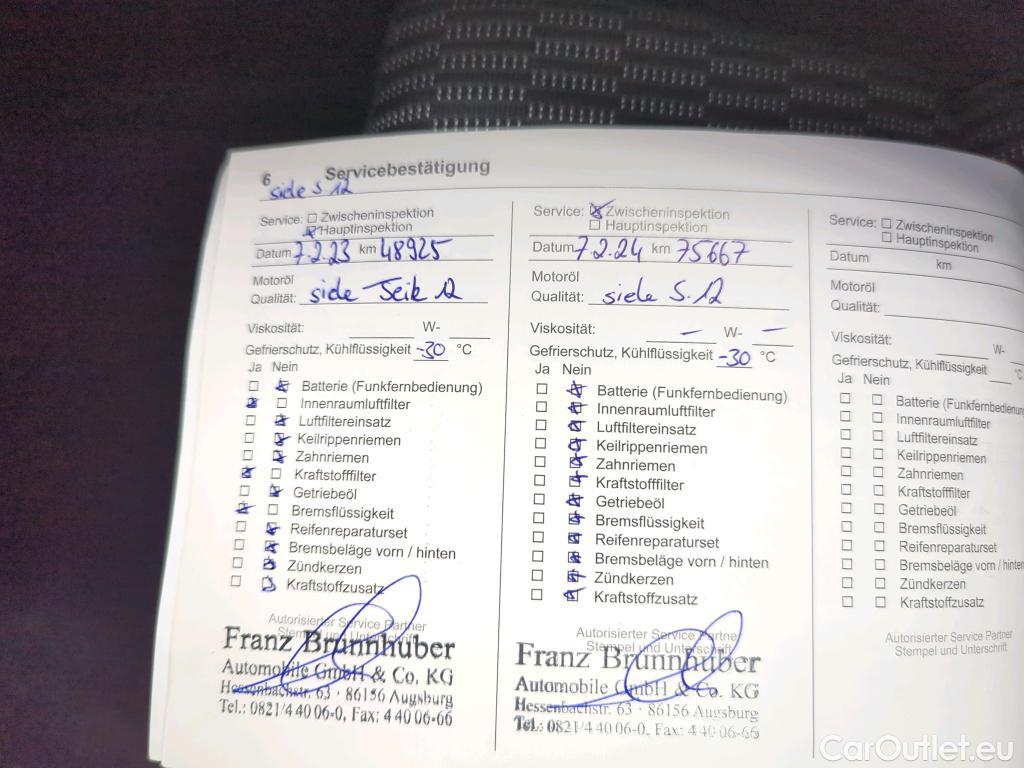 6 Servicebestätigung
side S. 12
Service: ☐ Zwischeninspektion
☒ Hauptinspektion
Datum 7.2.23 km 48925
Motoröl
Qualität: side Seite 12
Viskosität: W-
Gefrierschutz, Kühlflüssigkeit -30 °C
Ja Nein
☐ ☒ Batterie (Funkfernbedienung)
☒ ☐ Innenraumluftfilter
☐ ☒ Luftfiltereinsatz
☐ ☒ Keilrippenriemen
☐ ☒ Zahnriemen
☒ ☐ Kraftstofffilter
☐ ☒ Getriebeöl
☒ ☐ Bremsflüssigkeit
☐ ☒ Reifenreparaturset
☐ ☒ Bremsbeläge vorn / hinten
☐ ☒ Zündkerzen
☐ ☒ Kraftstoffzusatz
Autorisierter Service Partner
Stempel und Unterschrift
Franz Brunnhuber
Automobile GmbH & Co. KG
Hessenbachstr. 63 · 86156 Augsburg
Tel.: 0821/4 40 06-0, Fax: 4 40 06-66
Service: ☒ Zwischeninspektion
☐ Hauptinspektion
Datum 7.2.24 km 75667
Motoröl
Qualität: siehe S. 12
Viskosität: – W- –
Gefrierschutz, Kühlflüssigkeit -30 °C
Ja Nein
☐ ☒ Batterie (Funkfernbedienung)
☐ ☒ Innenraumluftfilter
☐ ☒ Luftfiltereinsatz
☐ ☒ Keilrippenriemen
☐ ☒ Zahnriemen
☐ ☒ Kraftstofffilter
☐ ☒ Getriebeöl
☐ ☒ Bremsflüssigkeit
☐ ☒ Reifenreparaturset
☐ ☒ Bremsbeläge vorn / hinten
☐ ☒ Zündkerzen
☐ ☒ Kraftstoffzusatz
Autorisierter Service Partner
Stempel und Unterschrift
Franz Brunnhuber
Automobile GmbH & Co. KG
Hessenbachstr. 63 · 86156 Augsburg
Tel.: 0821/4 40 06-0, Fax: 4 40 06-66
Service: ☐ Zwischeninspektion
☐ Hauptinspektion
Datum km
Motoröl
Qualität:
Viskosität: W-
Gefrierschutz, Kühlflüssigkeit °C
Ja Nein
☐ ☐ Batterie (Funkfernbedienun
☐ ☐ Innenraumluftfilter
☐ ☐ Luftfiltereinsatz
☐ ☐ Keilrippenriemen
☐ ☐ Zahnriemen
☐ ☐ Kraftstofffilter
☐ ☐ Getriebeöl
☐ ☐ Bremsflüssigkeit
☐ ☐ Reifenreparaturset
☐ ☐ Bremsbeläge vorn / hinten
☐ ☐ Zündkerzen
☐ ☐ Kraftstoffzusatz
Autorisierter Service Partner
Stempel und Unterschrift
CarOutlet.eu